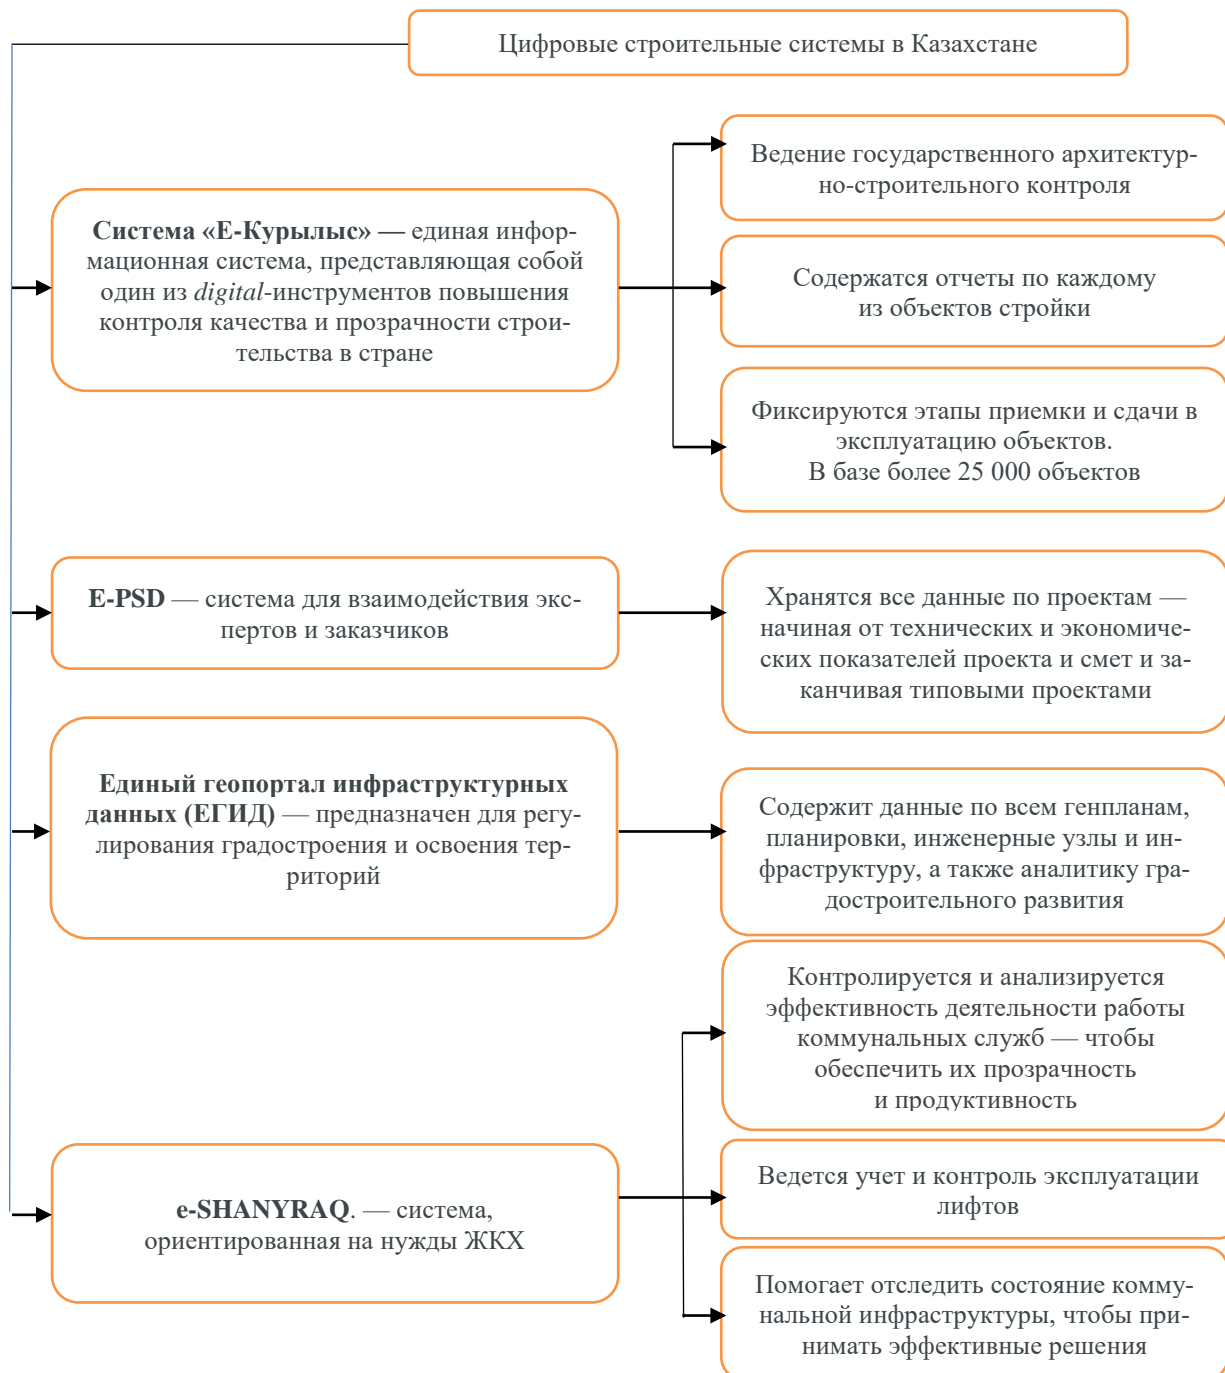 Цифровые строительные системы в Казахстане
Система «Е-Курылыс» — единая инфор-
мационная система, представляющая собой
один из digital-инструментов повышения
контроля качества и прозрачности строи-
тельства в стране
Ведение государственного архитектур-
но-строительного контроля
Содержатся отчеты по каждому
из объектов стройки
Фиксируются этапы приемки и сдачи в
эксплуатацию объектов.
В базе более 25 000 объектов
E-PSD — система для взаимодействия экс-
пертов и заказчиков
Хранятся все данные по проектам —
начиная от технических и экономиче-
ских показателей проекта и смет и за-
канчивая типовыми проектами
Единый геопортал инфраструктурных
данных (ЕГИД) — предназначен для регу-
лирования градостроения и освоения тер-
риторий
Содержит данные по всем генпланам,
планировки, инженерные узлы и ин-
фраструктуру, а также аналитику гра-
достроительного развития
e-SHANYRAQ. — система,
ориентированная на нужды ЖКХ
Контролируется и анализируется
эффективность деятельности работы
коммунальных служб — чтобы
обеспечить их прозрачность
и продуктивность
Ведется учет и контроль эксплуатации
лифтов
Помогает отследить состояние комму-
нальной инфраструктуры, чтобы при-
нимать эффективные решения